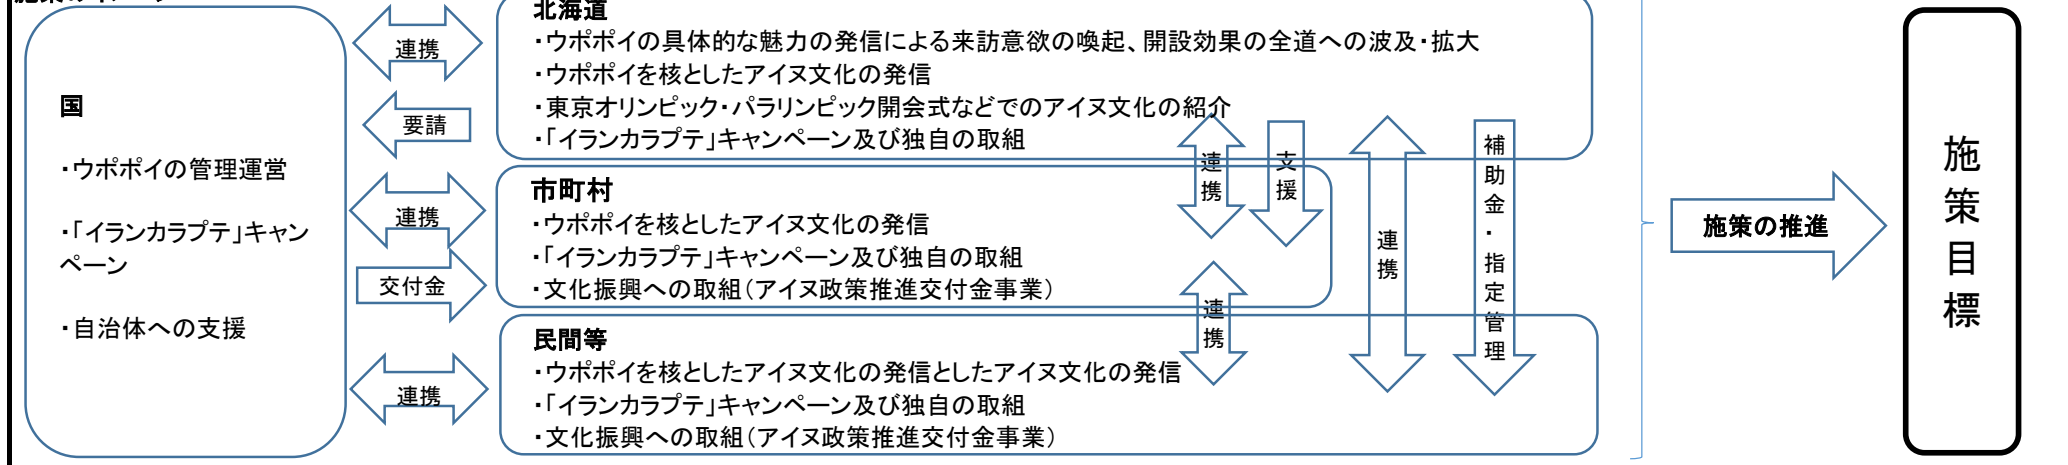 国
・ウポポイの管理運営
・「イランカラプテ」キャン
ペーン
・自治体への支援
連携
要請
連携
交付金
連携
北海道
・ウポポイの具体的な魅力の発信による来訪意欲の喚起、開設効果の全道への波及・拡大
・ウポポイを核としたアイヌ文化の発信
・東京オリンピック・パラリンピック開会式などでのアイヌ文化の紹介
・「イランカラプテ」キャンペーン及び独自の取組
市町村
・ウポポイを核としたアイヌ文化の発信
・「イランカラプテ」キャンペーン及び独自の取組
・文化振興への取組（アイヌ政策推進交付金事業）
民間等
・ウポポイを核としたアイヌ文化の発信としたアイヌ文化の発信
・「イランカラプテ」キャンペーン及び独自の取組
・文化振興への取組（アイヌ政策推進交付金事業）
連携
支援
連携
連携
補助金・指定管理
施策の推進
施策目標